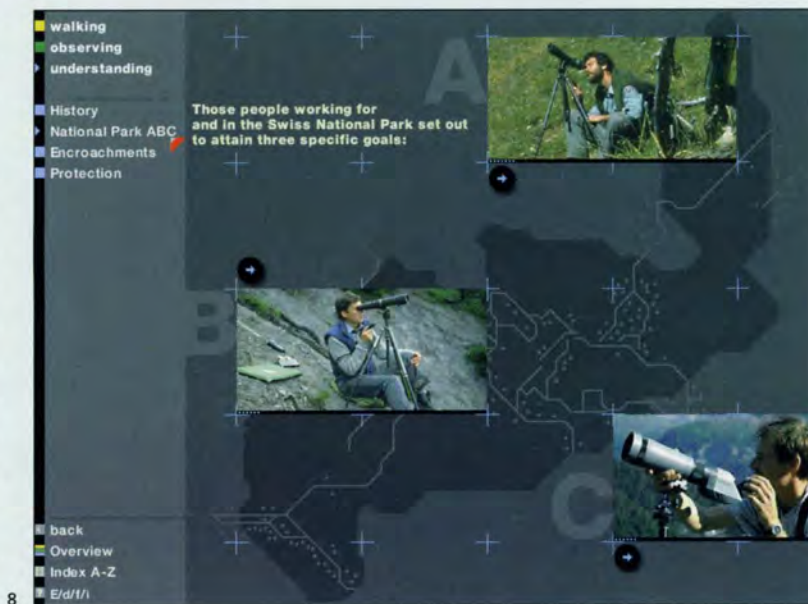 walking
observing
understanding
History
National Park ABC
Encroachments
Protection
Those people working for
and in the Swiss National Park set out
to attain three specific goals:
A
B
C
back
Overview
Index A-Z
? E/d/f/i
8